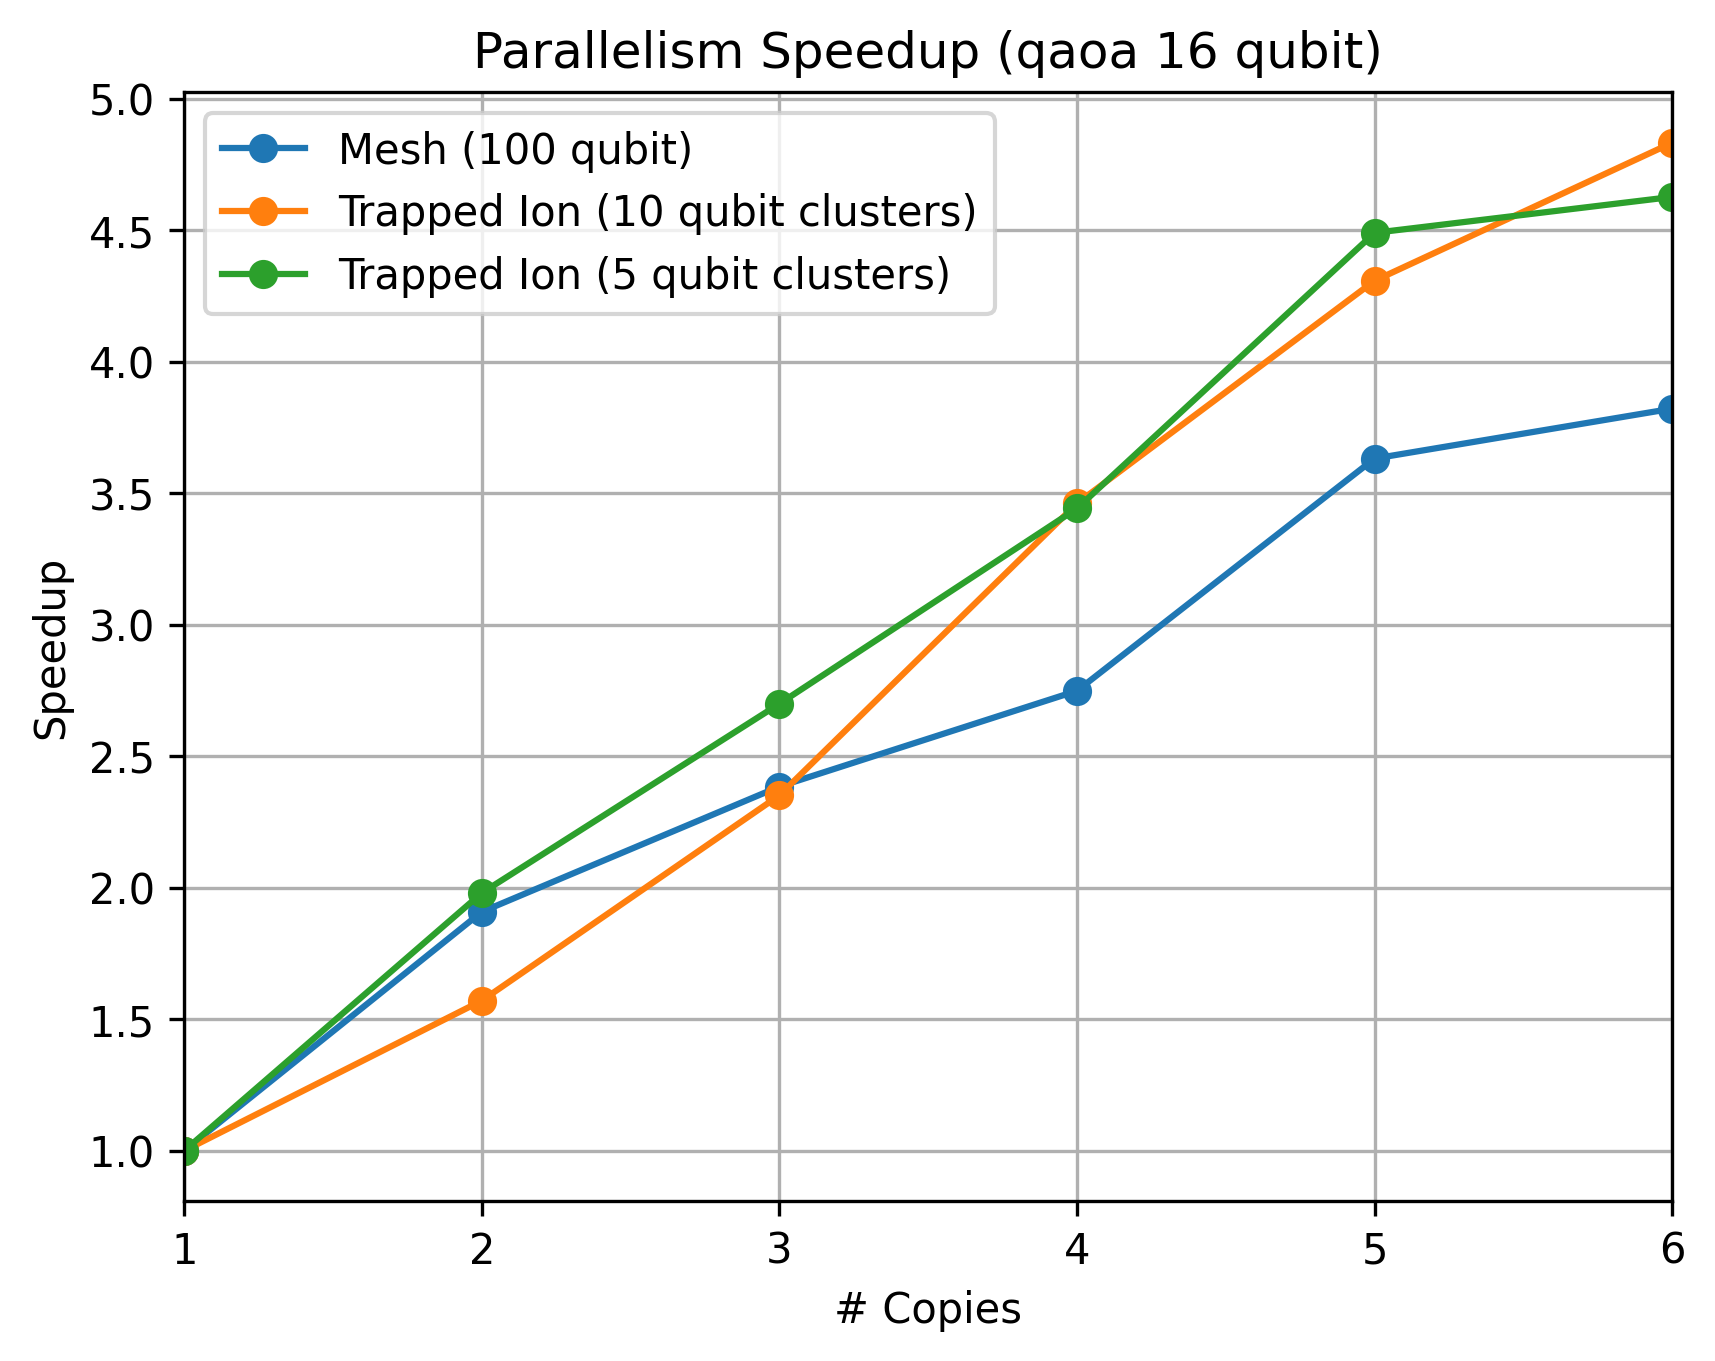 Parallelism Speedup (qaoa 16 qubit)
Mesh (100 qubit)
Trapped Ion (10 qubit clusters)
Trapped Ion (5 qubit clusters)
Speedup
5.0
4.5
4.0
3.5
3.0
2.5
2.0
1.5
1.0
1 2 3 4 5 6
# Copies